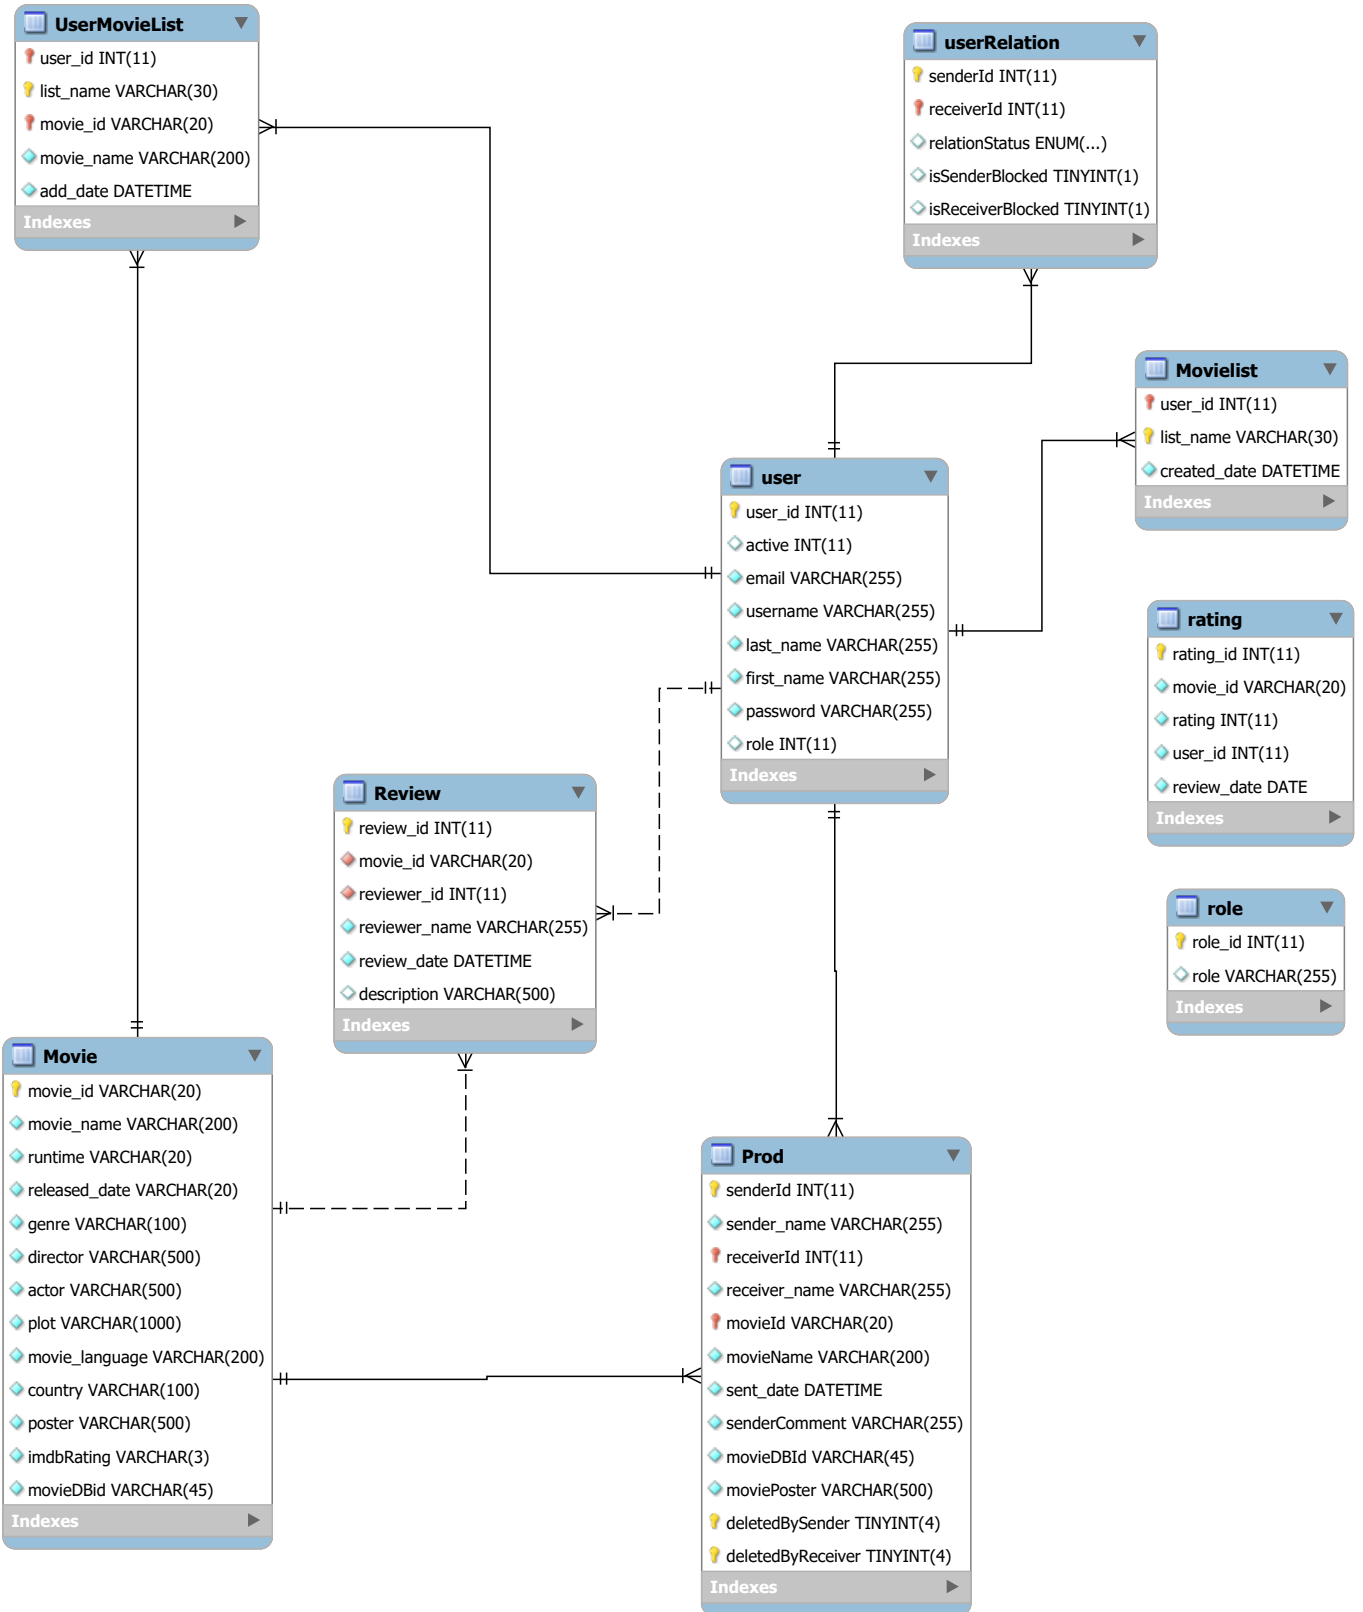 UserMovieList
user_id INT(11)
list_name VARCHAR(30)
movie_id VARCHAR(20)
movie_name VARCHAR(200)
add_date DATETIME
Indexes
userRelation
senderId INT(11)
receiverId INT(11)
relationStatus ENUM(...)
isSenderBlocked TINYINT(1)
isReceiverBlocked TINYINT(1)
Indexes
Movielist
user_id INT(11)
list_name VARCHAR(30)
created_date DATETIME
Indexes
user
user_id INT(11)
active INT(11)
email VARCHAR(255)
username VARCHAR(255)
last_name VARCHAR(255)
first_name VARCHAR(255)
password VARCHAR(255)
role INT(11)
Indexes
rating
rating_id INT(11)
movie_id VARCHAR(20)
rating INT(11)
user_id INT(11)
review_date DATE
Indexes
Review
review_id INT(11)
movie_id VARCHAR(20)
reviewer_id INT(11)
reviewer_name VARCHAR(255)
review_date DATETIME
description VARCHAR(500)
Indexes
role
role_id INT(11)
role VARCHAR(255)
Indexes
Movie
movie_id VARCHAR(20)
movie_name VARCHAR(200)
runtime VARCHAR(20)
released_date VARCHAR(20)
genre VARCHAR(100)
director VARCHAR(500)
actor VARCHAR(500)
plot VARCHAR(1000)
movie_language VARCHAR(200)
country VARCHAR(100)
poster VARCHAR(500)
imdbRating VARCHAR(3)
movieDBid VARCHAR(45)
Indexes
Prod
senderId INT(11)
sender_name VARCHAR(255)
receiverId INT(11)
receiver_name VARCHAR(255)
movieId VARCHAR(20)
movieName VARCHAR(200)
sent_date DATETIME
senderComment VARCHAR(255)
movieDBId VARCHAR(45)
moviePoster VARCHAR(500)
deletedBySender TINYINT(4)
deletedByReceiver TINYINT(4)
Indexes